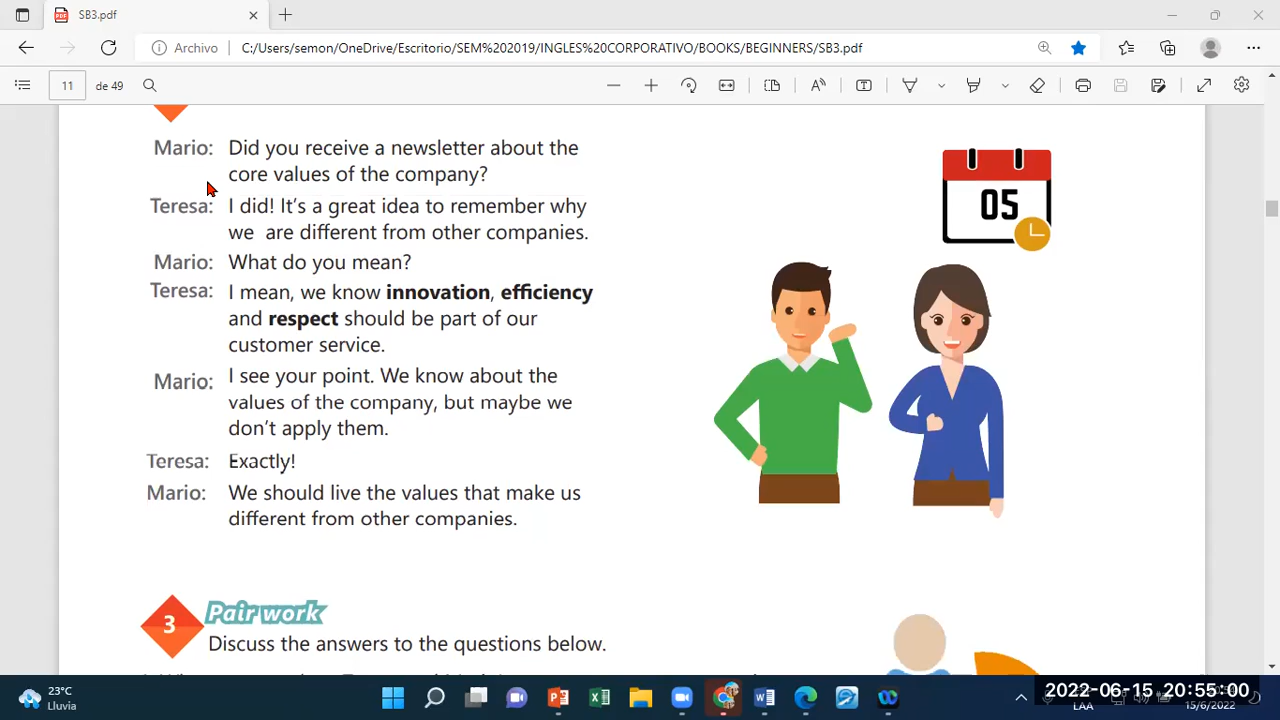 SB3.pdf
Archivo C:/Users/semon/OneDrive/Escritorio/SEM%202019/INGLES%20CORPORATIVO/BOOKS/BEGINNERS/SB3.pdf
11 de 49
Mario: Did you receive a newsletter about the
core values of the company?
Teresa: I did! It's a great idea to remember why
we are different from other companies.
Mario: What do you mean?
Teresa: I mean, we know innovation, efficiency
and respect should be part of our
customer service.
Mario: I see your point. We know about the
values of the company, but maybe we
don't apply them.
Teresa: Exactly!
Mario: We should live the values that make us
different from other companies.
05
3 Pair work
Discuss the answers to the questions below.
23°C
Lluvia
LAA
2022-06-15 20:55:00
15/6/2022